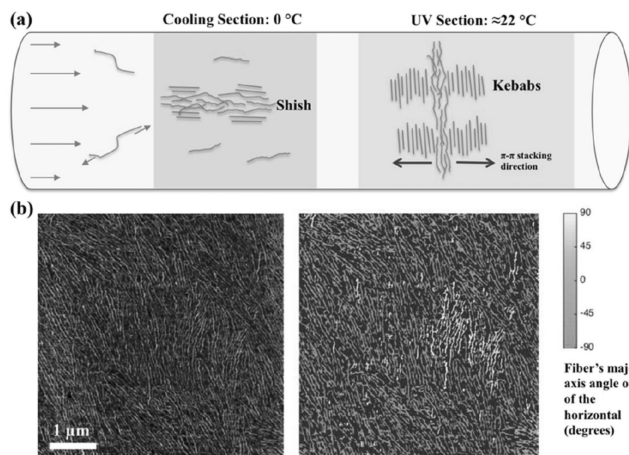 (a)
Cooling Section: 0 °C
UV Section: ≈22 °C
Shish
Kebabs
π-π stacking
direction
(b)
1 μm
90
45
0
-45
-90
Fiber's maj
axis angle o
of the
horizontal
(degrees)